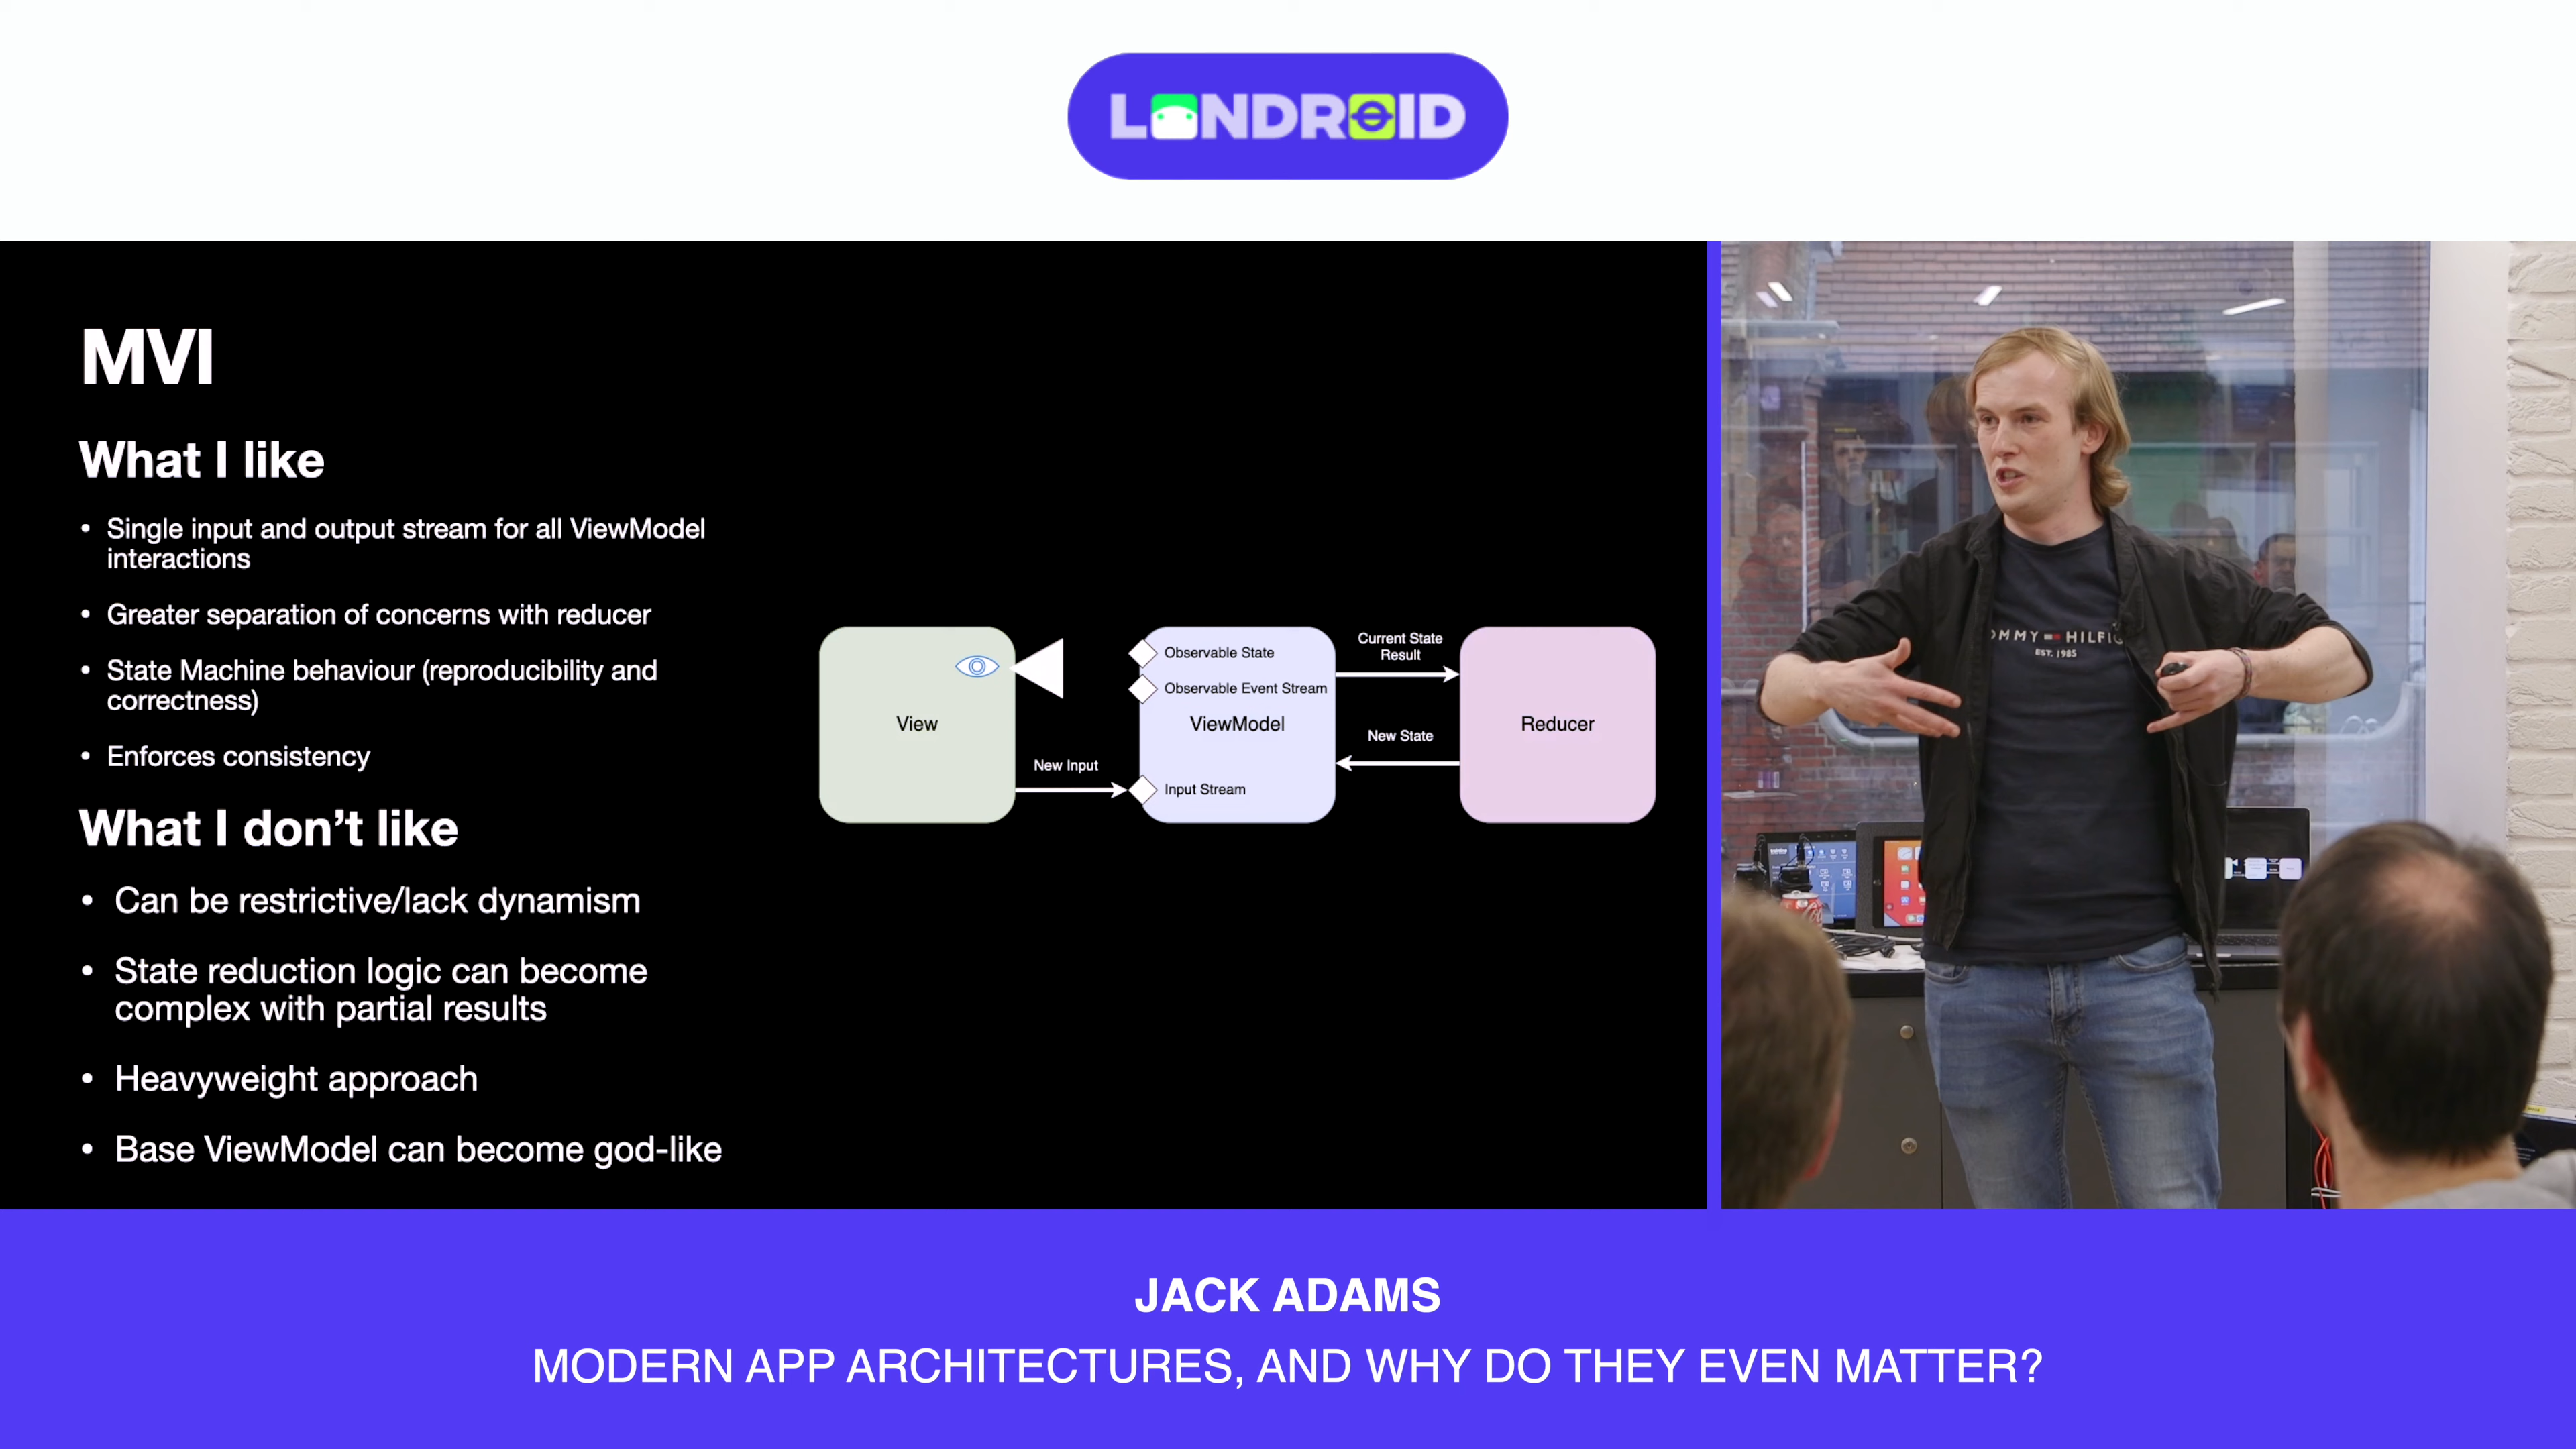 LONDROID
MVI
What I like
• Single input and output stream for all ViewModel
interactions
• Greater separation of concerns with reducer
• State Machine behaviour (reproducibility and
correctness)
• Enforces consistency
What I don’t like
• Can be restrictive/lack dynamism
• State reduction logic can become
complex with partial results
• Heavyweight approach
• Base ViewModel can become god-like
View
New Input
Observable State
Observable Event Stream
ViewModel
Input Stream
Current State
Result
New State
Reducer
OMMY HILFIG
EST. 1985
JACK ADAMS
MODERN APP ARCHITECTURES, AND WHY DO THEY EVEN MATTER?